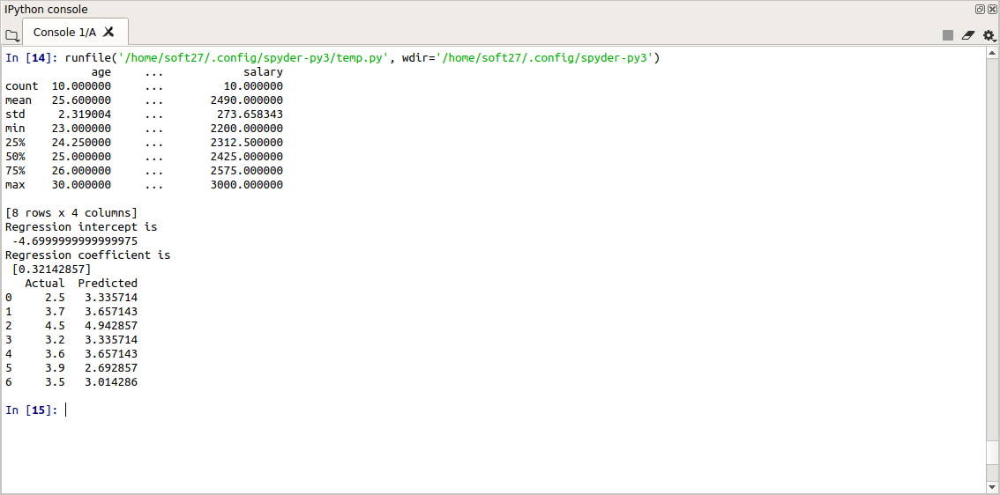 IPython console
Console 1/A
In [14]: runfile('/home/soft27/.config/spyder-py3/temp.py', wdir='/home/soft27/.config/spyder-py3')
             age     ...           salary
count  10.000000     ...        10.000000
mean   25.600000     ...      2490.000000
std     2.319004     ...       273.658343
min    23.000000     ...      2200.000000
25%    24.250000     ...      2312.500000
50%    25.000000     ...      2425.000000
75%    26.000000     ...      2575.000000
max    30.000000     ...      3000.000000
[8 rows x 4 columns]
Regression intercept is
 -4.6999999999999975
Regression coefficient is
 [0.32142857]
   Actual  Predicted
0     2.5   3.335714
1     3.7   3.657143
2     4.5   4.942857
3     3.2   3.335714
4     3.6   3.657143
5     3.9   2.692857
6     3.5   3.014286
In [15]: